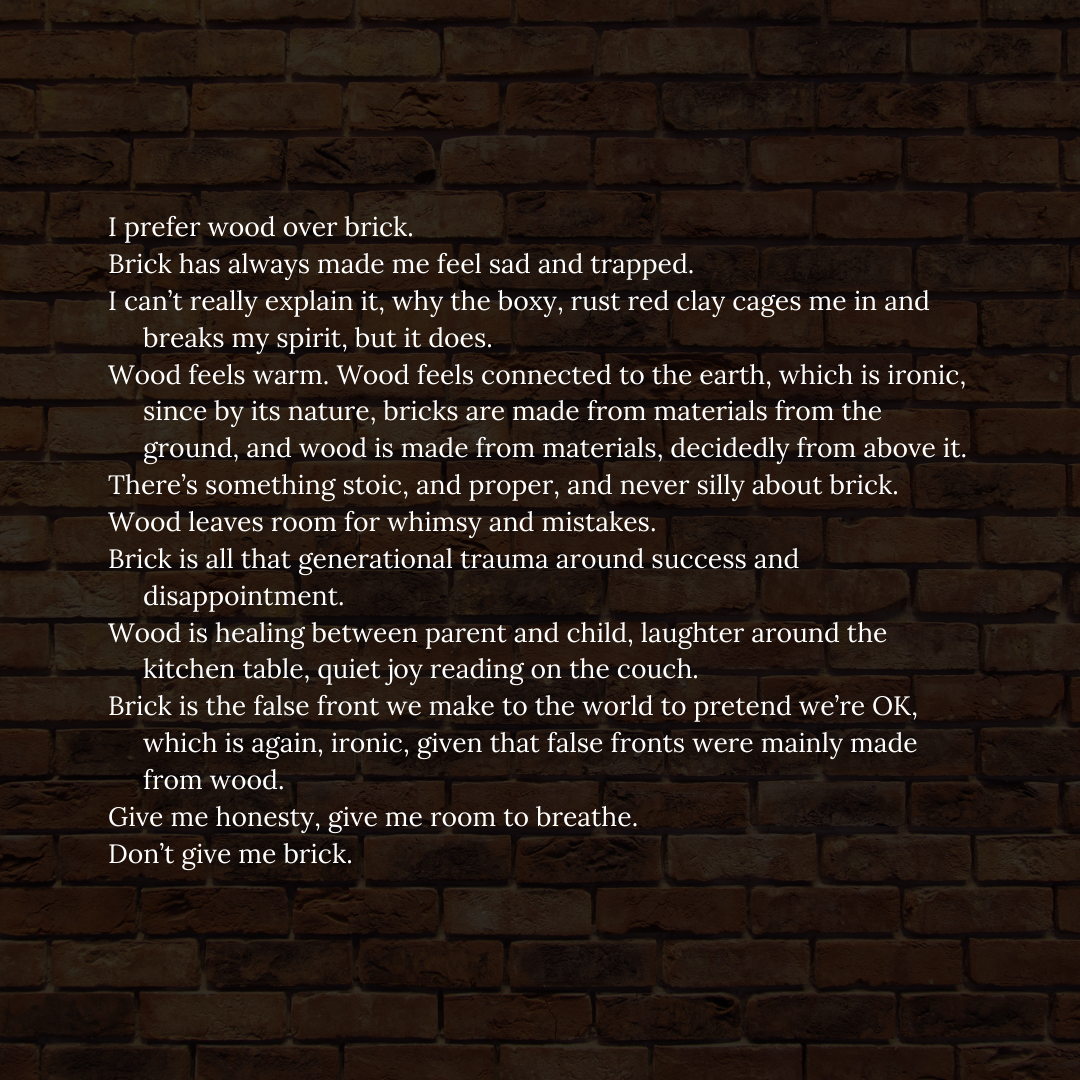 I prefer wood over brick.
Brick has always made me feel sad and trapped.
I can’t really explain it, why the boxy, rust red clay cages me in and
breaks my spirit, but it does.
Wood feels warm. Wood feels connected to the earth, which is ironic,
since by its nature, bricks are made from materials from the
ground, and wood is made from materials, decidedly from above it.
There’s something stoic, and proper, and never silly about brick.
Wood leaves room for whimsy and mistakes.
Brick is all that generational trauma around success and
disappointment.
Wood is healing between parent and child, laughter around the
kitchen table, quiet joy reading on the couch.
Brick is the false front we make to the world to pretend we’re OK,
which is again, ironic, given that false fronts were mainly made
from wood.
Give me honesty, give me room to breathe.
Don’t give me brick.